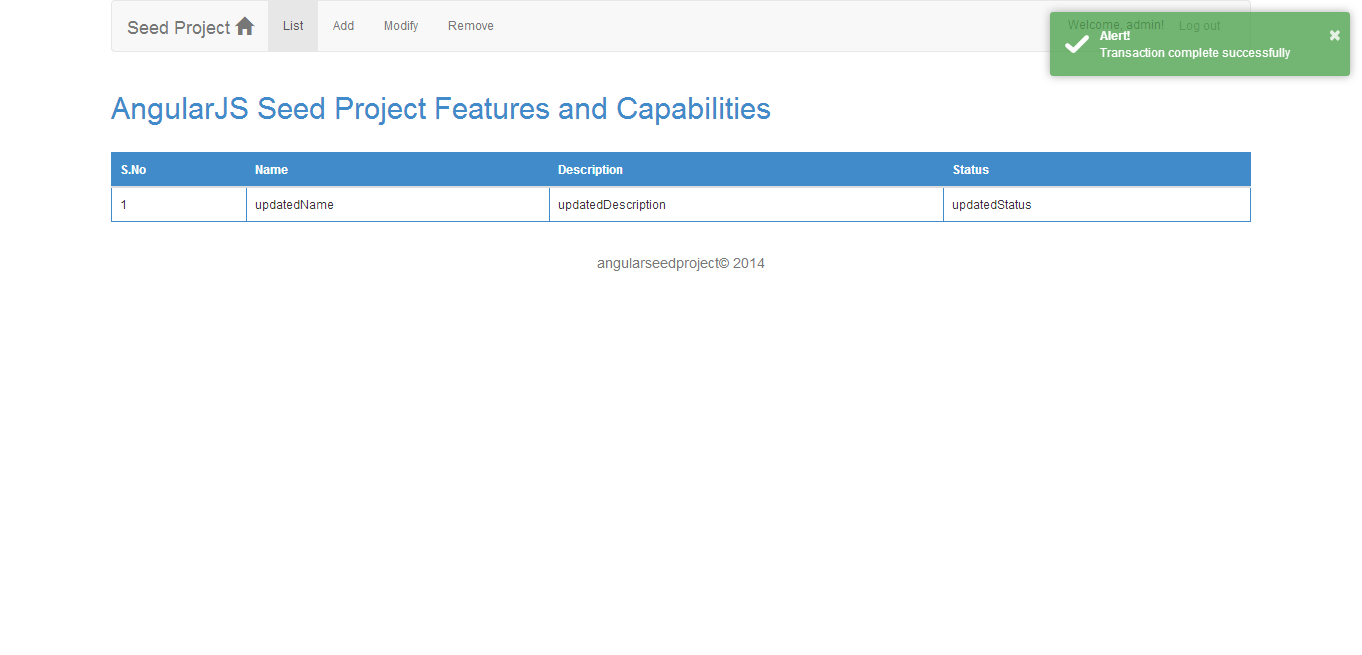 Seed Project List Add Modify Remove Welcome, admin! Log out
Alert!
Transaction complete successfully
AngularJS Seed Project Features and Capabilities
S.No Name Description Status
1 updatedName updatedDescription updatedStatus
angularseedproject© 2014